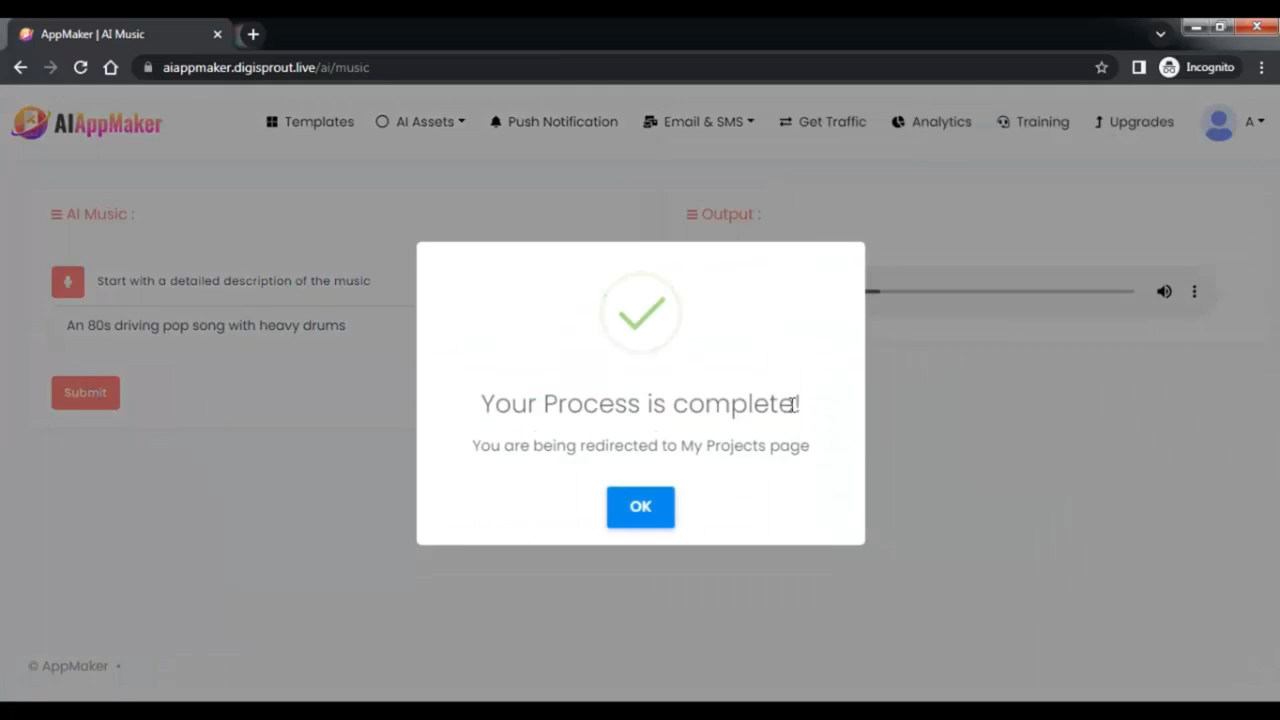 AppMaker | AI Music
aiappmaker.digisprout.live/ai/music
Incognito
AIAppMaker
Templates
AI Assets
Push Notification
Email & SMS
Get Traffic
Analytics
Training
Upgrades
A
AI Music :
Output :
Start with a detailed description of the music
An 80s driving pop song with heavy drums
Submit
Your Process is complete!
You are being redirected to My Projects page
OK
© AppMaker •